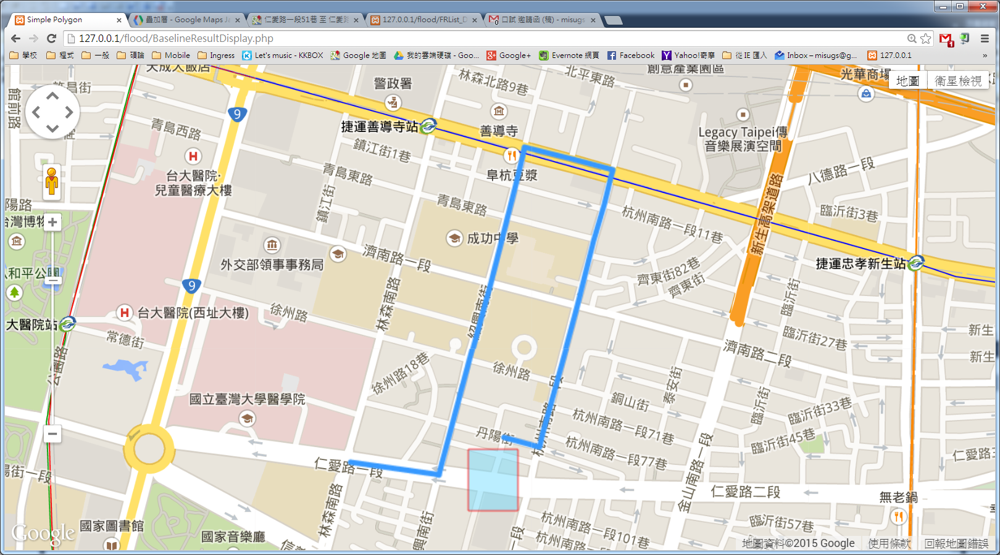 Simple Polygon
疊加層 - Google Maps Ja
仁愛路一段51巷 至 仁愛路
127.0.0.1/flood/FRList_D
口試 邀請函 (稿) - misugs
127.0.0.1/flood/BaselineResultDisplay.php
1
學校
程式
一般
碩論
Mobile
Ingress
Let's music - KKBOX
Google 地圖
我的雲端硬碟 - Goo...
Google+
Evernote 網頁
Facebook
Yahoo!奇摩
從 IE 匯入
Inbox – misugs@g...
127.0.0.1
»
天成大飯店
創意產業園區
光華商場
地圖
衛星檢視
許昌街
館前路
警政署
林森北路9巷
北平東路
9
青島西路
捷運善導寺站
善導寺
Legacy Taipei傳
音樂展演空間
鎮江街1巷
台大醫院·
兒童醫療大樓
青島東路
阜杭豆漿
八德路一段
新生高架道路
陽路
鎮江街
青島東路
杭州南路一段11巷
臨沂街3巷
台灣博物
成功中學
外交部領事事務局
濟南路一段
捷運忠孝新生站
和平公園
齊東街82巷
齊東街
9
林森南路
紹興南街
臨沂街
台大醫院(西址大樓)
徐州路
大醫院站
常德街
公園路
臨沂街27巷
新生
濟南路二段
新生
徐州路18巷
徐州路
泰安街
臨沂街
國立臺灣大學醫學院
銅山街
杭州南路一段
臨沂街33巷
杭州南路一段71巷
丹陽街
臨沂街45巷
杭州南路一段77巷
仁愛路一段
金山南路一段
仁愛路3
陽街一段
仁愛路二段
無老鍋
林森南路
興南街
段
杭州南路一段101巷
臨沂街57巷
國家圖書館
國家音樂廳
信義
杭州南路一段
Google
地圖資料©2015 Google
使用條款
回報地圖錯誤